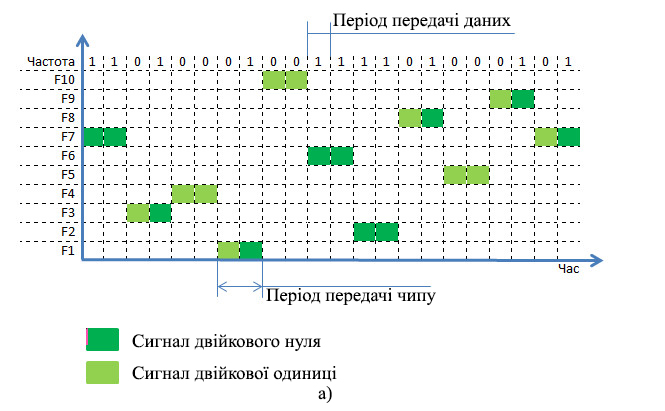 Період передачі даних
Частота 1 1 0 1 0 0 0 1 0 0 1 1 1 1 0 1 0 0 0 1 0 1
F10
F9
F8
F7
F6
F5
F4
F3
F2
F1
Час
Період передачі чипу
Сигнал двійкового нуля
Сигнал двійкової одиниці
а)